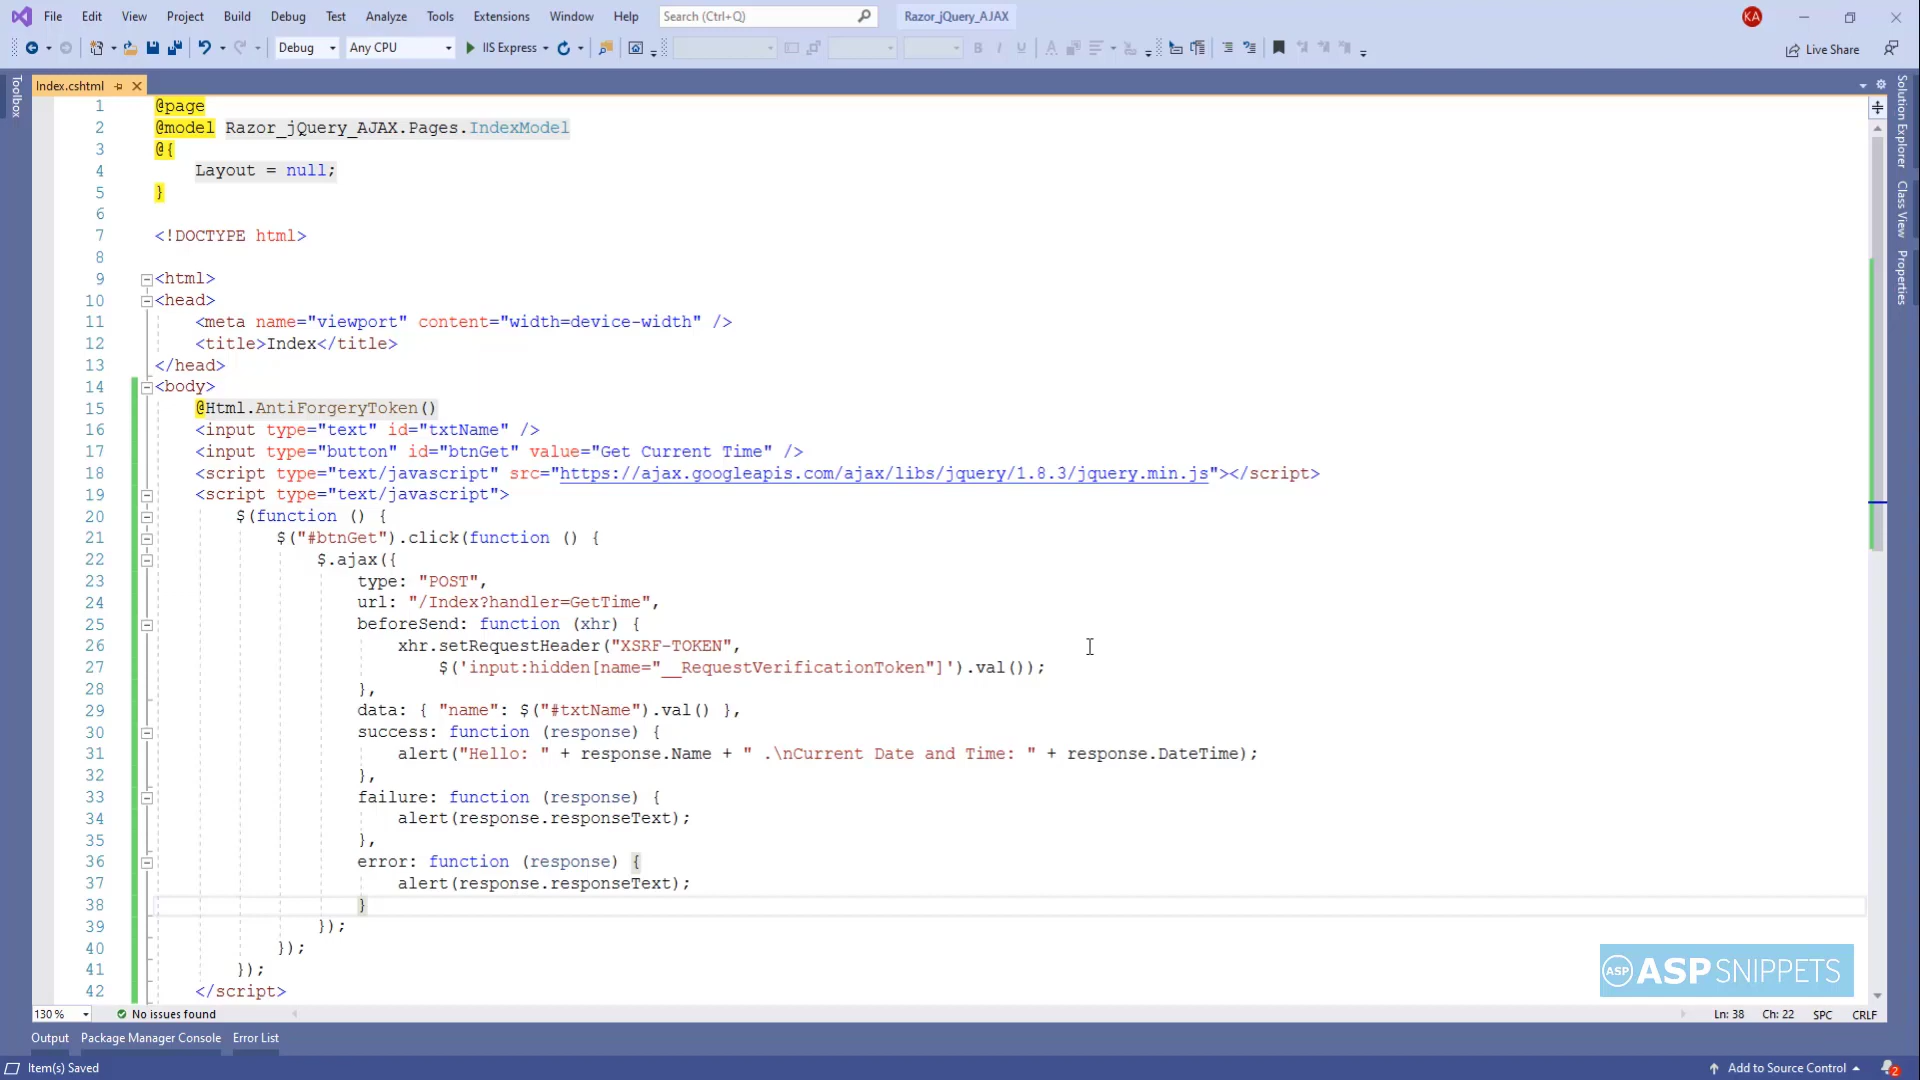 File Edit View Project Build Debug Test Analyze Tools Extensions Window Help Search (Ctrl+Q) Razor_jQuery_AJAX KA
Debug Any CPU IIS Express Live Share
Toolbox
Index.cshtml
Solution Explorer
Class View
Properties
1 @page
2 @model Razor_jQuery_AJAX.Pages.IndexModel
3 @{
4 Layout = null;
5 }
6
7 <!DOCTYPE html>
8
9 <html>
10 <head>
11 <meta name="viewport" content="width=device-width" />
12 <title>Index</title>
13 </head>
14 <body>
15 @Html.AntiForgeryToken()
16 <input type="text" id="txtName" />
17 <input type="button" id="btnGet" value="Get Current Time" />
18 <script type="text/javascript" src="https://ajax.googleapis.com/ajax/libs/jquery/1.8.3/jquery.min.js"></script>
19 <script type="text/javascript">
20 $(function () {
21 $("#btnGet").click(function () {
22 $.ajax({
23 type: "POST",
24 url: "/Index?handler=GetTime",
25 beforeSend: function (xhr) {
26 xhr.setRequestHeader("XSRF-TOKEN",
27 $('input:hidden[name="__RequestVerificationToken"]').val());
28 },
29 data: { "name": $("#txtName").val() },
30 success: function (response) {
31 alert("Hello: " + response.Name + " .\nCurrent Date and Time: " + response.DateTime);
32 },
33 failure: function (response) {
34 alert(response.responseText);
35 },
36 error: function (response) {
37 alert(response.responseText);
38 }
39 });
40 });
41 });
42 </script>
ASP ASPSNIPPETS
130 % No issues found Ln: 38 Ch: 22 SPC CRLF
Output Package Manager Console Error List
Item(s) Saved Add to Source Control 2